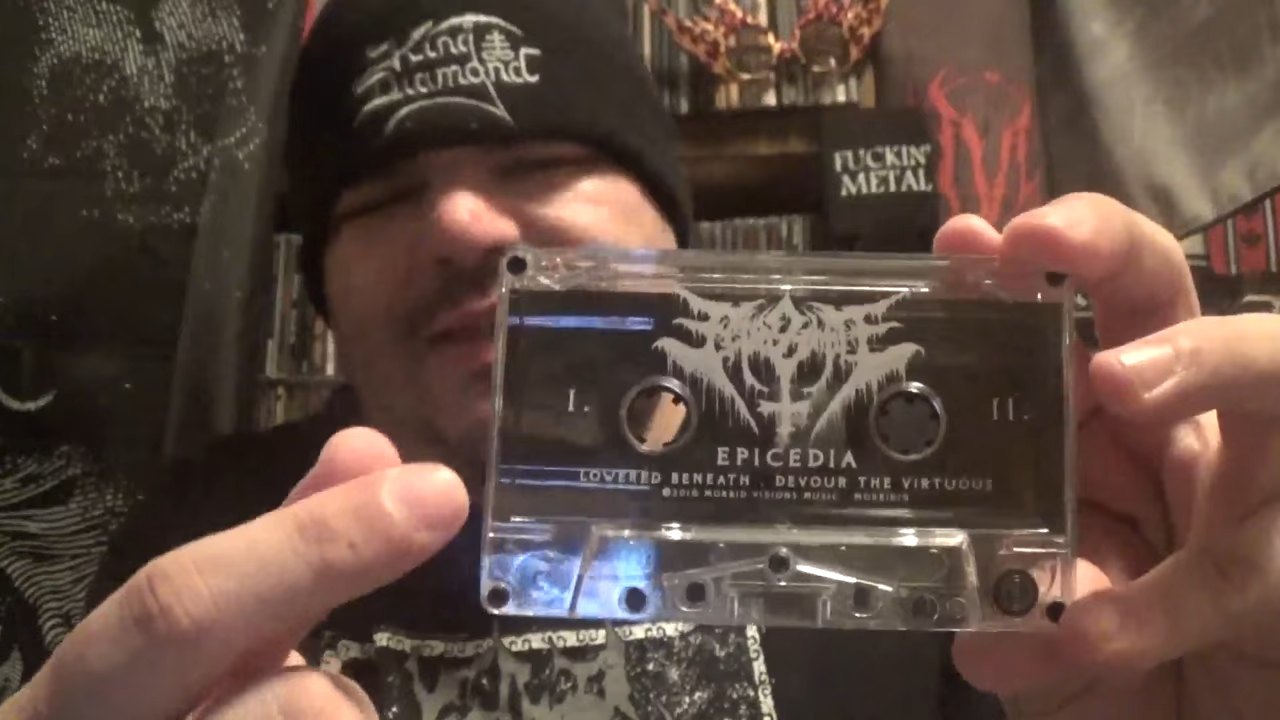 King
Diamond
FUCKIN'
METAL
I.
II.
EPICEDIA
LOWERED BENEATH . DEVOUR THE VIRTUOUS
MORBID VISIONS MUSIC